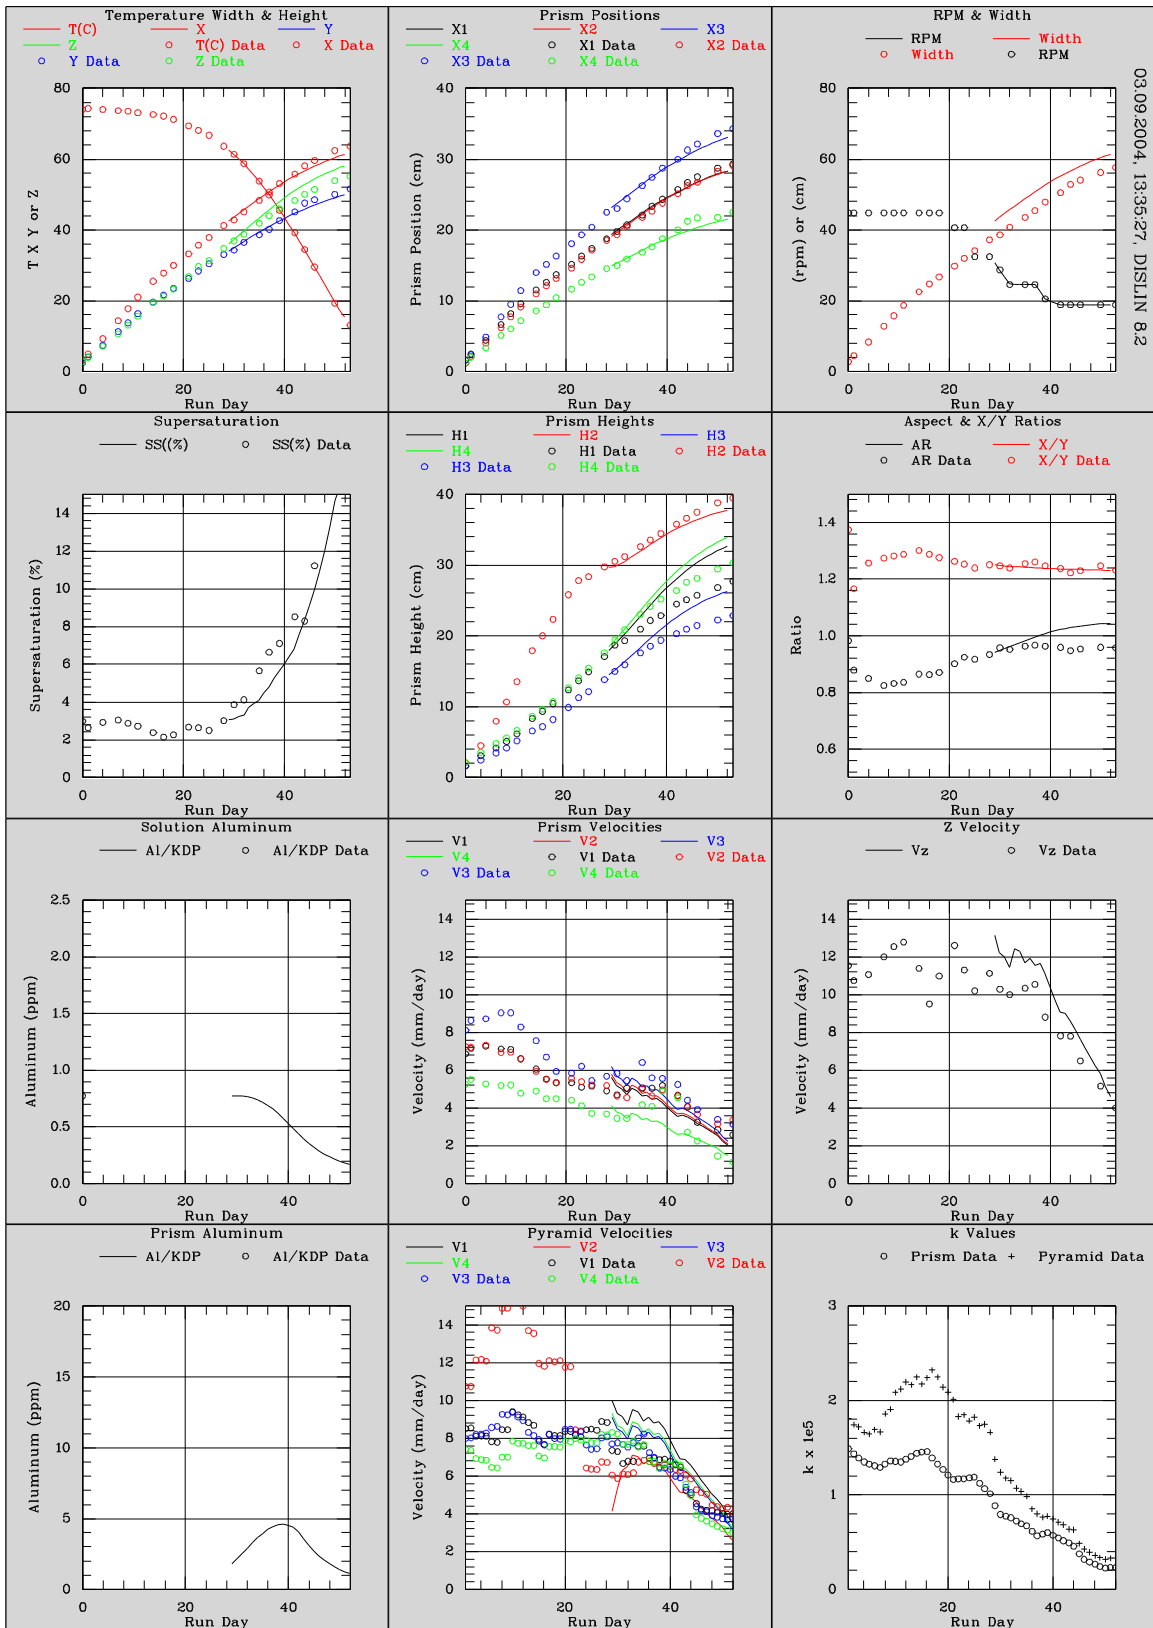 Temperature Width & Height
T(C) X Y
Z T(C) Data X Data
Y Data Z Data
T X Y or Z
80
60
40
20
0
0 20 40
Run Day
Prism Positions
X1 X2 X3
X4 X1 Data X2 Data
X3 Data X4 Data
Prism Position (cm)
40
30
20
10
0
0 20 40
Run Day
RPM & Width
RPM Width
Width RPM
(rpm) or (cm)
80
60
40
20
0
0 20 40
Run Day
03.09.2004, 13:35:27, DISLIN 8.2
Supersaturation
SS((%) SS(%) Data
Supersaturation (%)
14
12
10
8
6
4
2
0
0 20 40
Run Day
Prism Heights
H1 H2 H3
H4 H1 Data H2 Data
H3 Data H4 Data
Prism Height (cm)
40
30
20
10
0
0 20 40
Run Day
Aspect & X/Y Ratios
AR X/Y
AR Data X/Y Data
Ratio
1.4
1.2
1.0
0.8
0.6
0 20 40
Run Day
Solution Aluminum
Al/KDP Al/KDP Data
Aluminum (ppm)
2.5
2.0
1.5
1.0
0.5
0.0
0 20 40
Run Day
Prism Velocities
V1 V2 V3
V4 V1 Data V2 Data
V3 Data V4 Data
Velocity (mm/day)
14
12
10
8
6
4
2
0
0 20 40
Run Day
Z Velocity
Vz Vz Data
Velocity (mm/day)
14
12
10
8
6
4
2
0
0 20 40
Run Day
Prism Aluminum
Al/KDP Al/KDP Data
Aluminum (ppm)
20
15
10
5
0
0 20 40
Run Day
Pyramid Velocities
V1 V2 V3
V4 V1 Data V2 Data
V3 Data V4 Data
Velocity (mm/day)
14
12
10
8
6
4
2
0
0 20 40
Run Day
k Values
Prism Data Pyramid Data
k x 1e5
3
2
1
0
0 20 40
Run Day